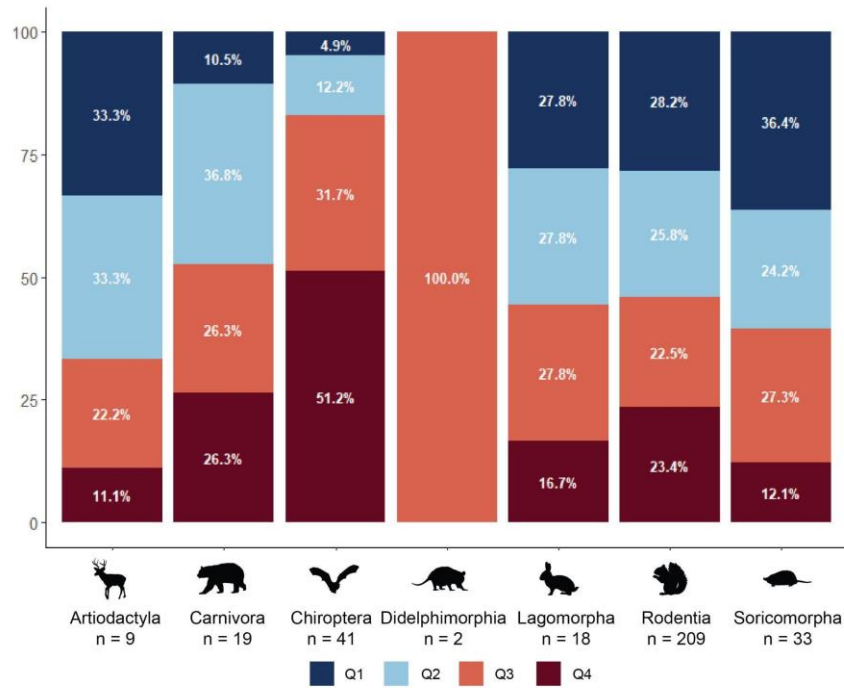 100
75
50
25
0
33.3%
33.3%
22.2%
11.1%
10.5%
36.8%
26.3%
26.3%
4.9%
12.2%
31.7%
51.2%
100.0%
27.8%
27.8%
27.8%
16.7%
28.2%
25.8%
22.5%
23.4%
36.4%
24.2%
27.3%
12.1%
Artiodactyla
n = 9
Carnivora
n = 19
Chiroptera
n = 41
Didelphimorphia
n = 2
Lagomorpha
n = 18
Rodentia
n = 209
Soricomorpha
n = 33
Q1 Q2 Q3 Q4